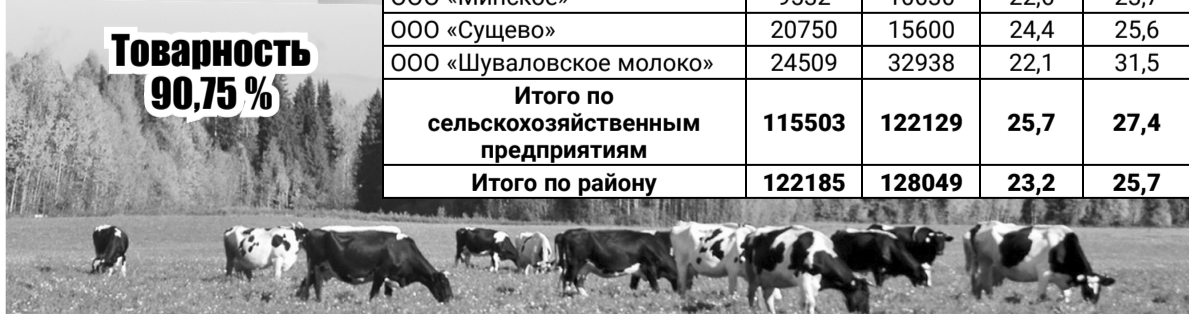 Товарность
90,75 %
ООО «Сущево» 20750 15600 24,4 25,6
ООО «Шуваловское молоко» 24509 32938 22,1 31,5
Итого по
сельскохозяйственным
предприятиям 115503 122129 25,7 27,4
Итого по району 122185 128049 23,2 25,7